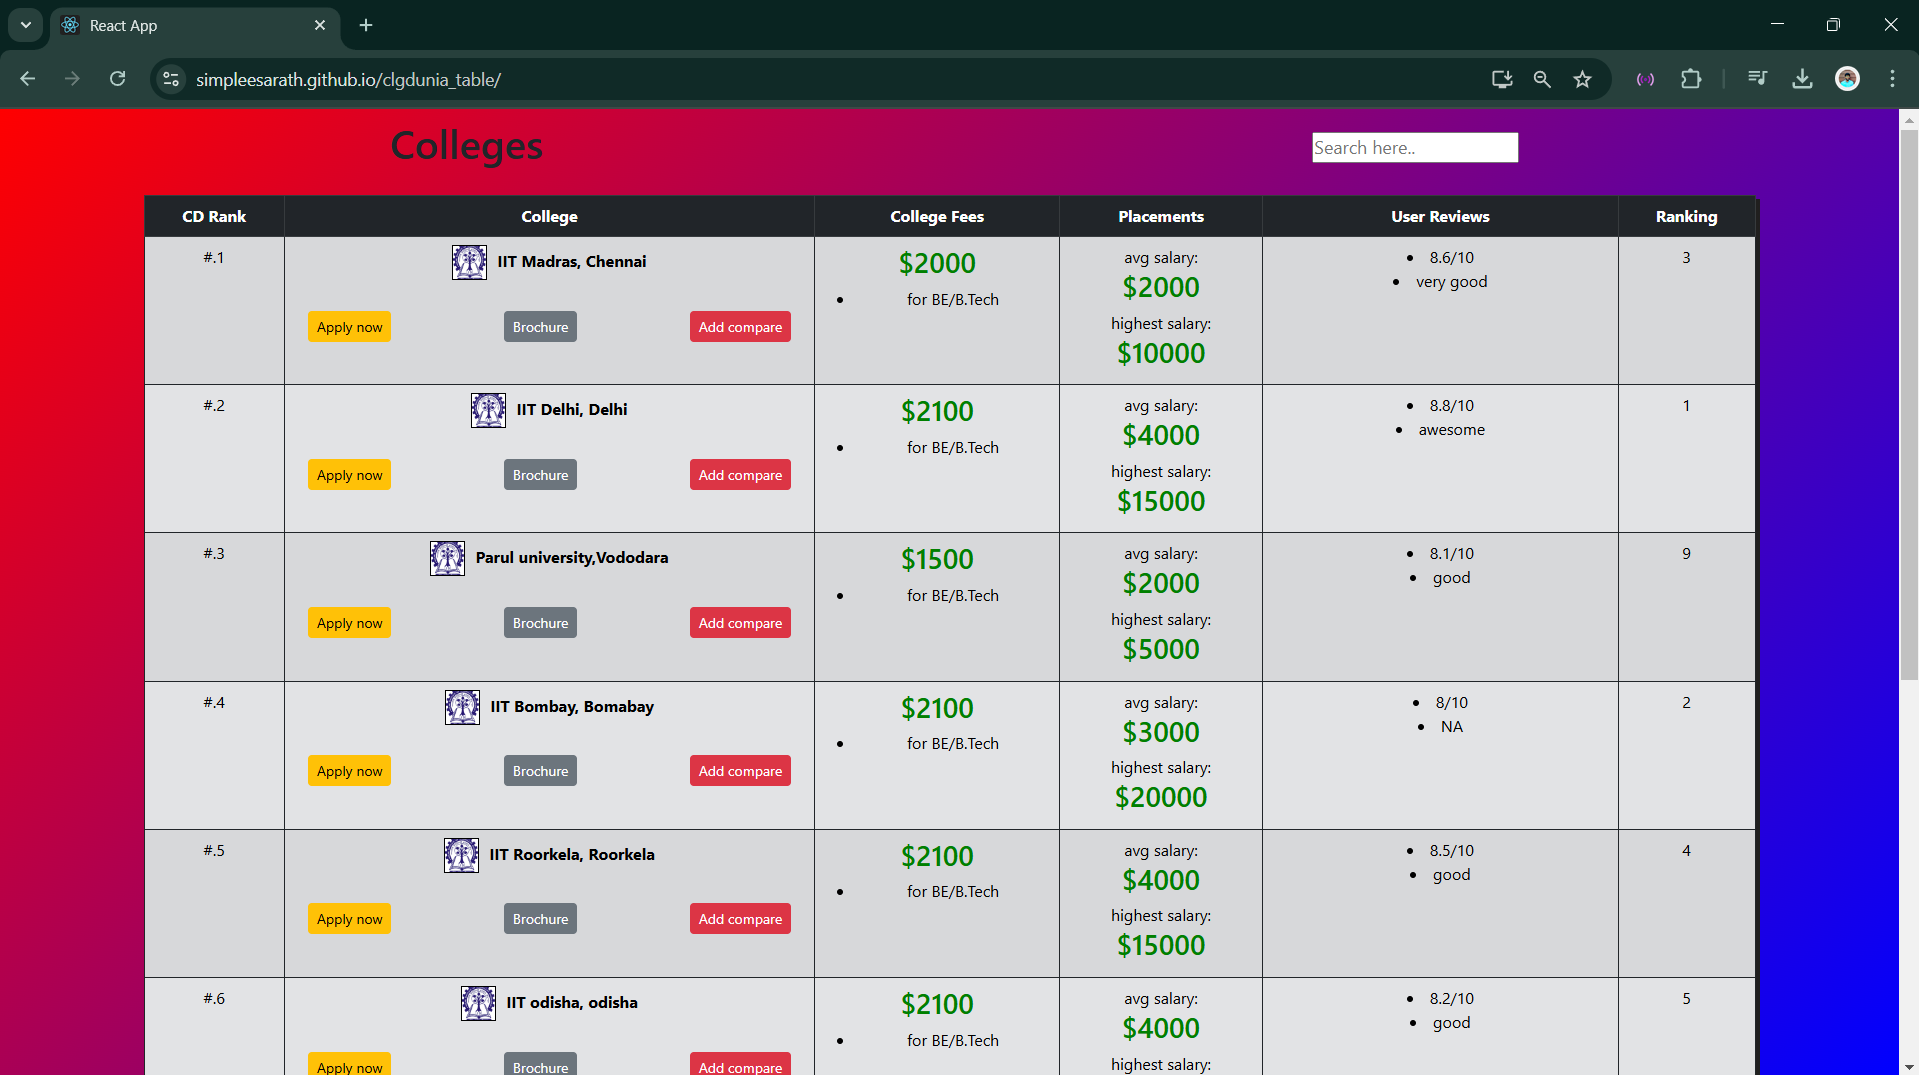 React App
simpleesarath.github.io/clgdunia_table/
Colleges
Search here..
CD Rank College College Fees Placements User Reviews Ranking
#.1 IIT Madras, Chennai $2000 avg salary: 8.6/10 3
for BE/B.Tech $2000 very good
Apply now Brochure Add compare highest salary:
$10000
#.2 IIT Delhi, Delhi $2100 avg salary: 8.8/10 1
for BE/B.Tech $4000 awesome
Apply now Brochure Add compare highest salary:
$15000
#.3 Parul university,Vododara $1500 avg salary: 8.1/10 9
for BE/B.Tech $2000 good
Apply now Brochure Add compare highest salary:
$5000
#.4 IIT Bombay, Bomabay $2100 avg salary: 8/10 2
for BE/B.Tech $3000 NA
Apply now Brochure Add compare highest salary:
$20000
#.5 IIT Roorkela, Roorkela $2100 avg salary: 8.5/10 4
for BE/B.Tech $4000 good
Apply now Brochure Add compare highest salary:
$15000
#.6 IIT odisha, odisha $2100 avg salary: 8.2/10 5
for BE/B.Tech $4000 good
Apply now Brochure Add compare highest salary: